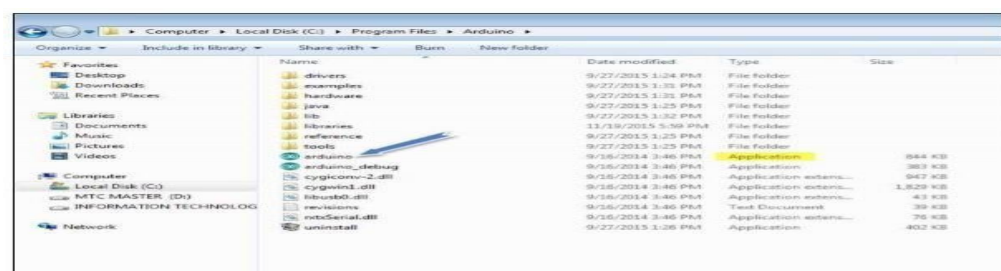 Computer ▸ Local Disk (C:) ▸ Program Files ▸ Arduino ▸
Organize Include in library Share with Burn New folder
Favorites
Desktop
Downloads
Recent Places
Libraries
Documents
Music
Pictures
Videos
Computer
Local Disk (C:)
MTC MASTER (D:)
INFORMATION TECHNOLOG
Network
Name Date modified Type Size
drivers 9/27/2015 1:24 PM File folder
examples 9/27/2015 1:31 PM File folder
hardware 9/27/2015 1:31 PM File folder
java 9/27/2015 1:25 PM File folder
lib 9/27/2015 1:32 PM File folder
libraries 11/19/2015 5:59 PM File folder
reference 9/27/2015 1:25 PM File folder
tools 9/27/2015 1:25 PM File folder
arduino 9/16/2014 3:46 PM Application 844 KB
arduino_debug 9/16/2014 3:46 PM Application 383 KB
cygiconv-2.dll 9/16/2014 3:46 PM Application extens... 947 KB
cygwin1.dll 9/16/2014 3:46 PM Application extens... 1,829 KB
libusb0.dll 9/16/2014 3:46 PM Application extens... 43 KB
revisions 9/16/2014 3:46 PM Text Document 39 KB
rxtxSerial.dll 9/16/2014 3:46 PM Application extens... 76 KB
uninstall 9/27/2015 1:26 PM Application 402 KB